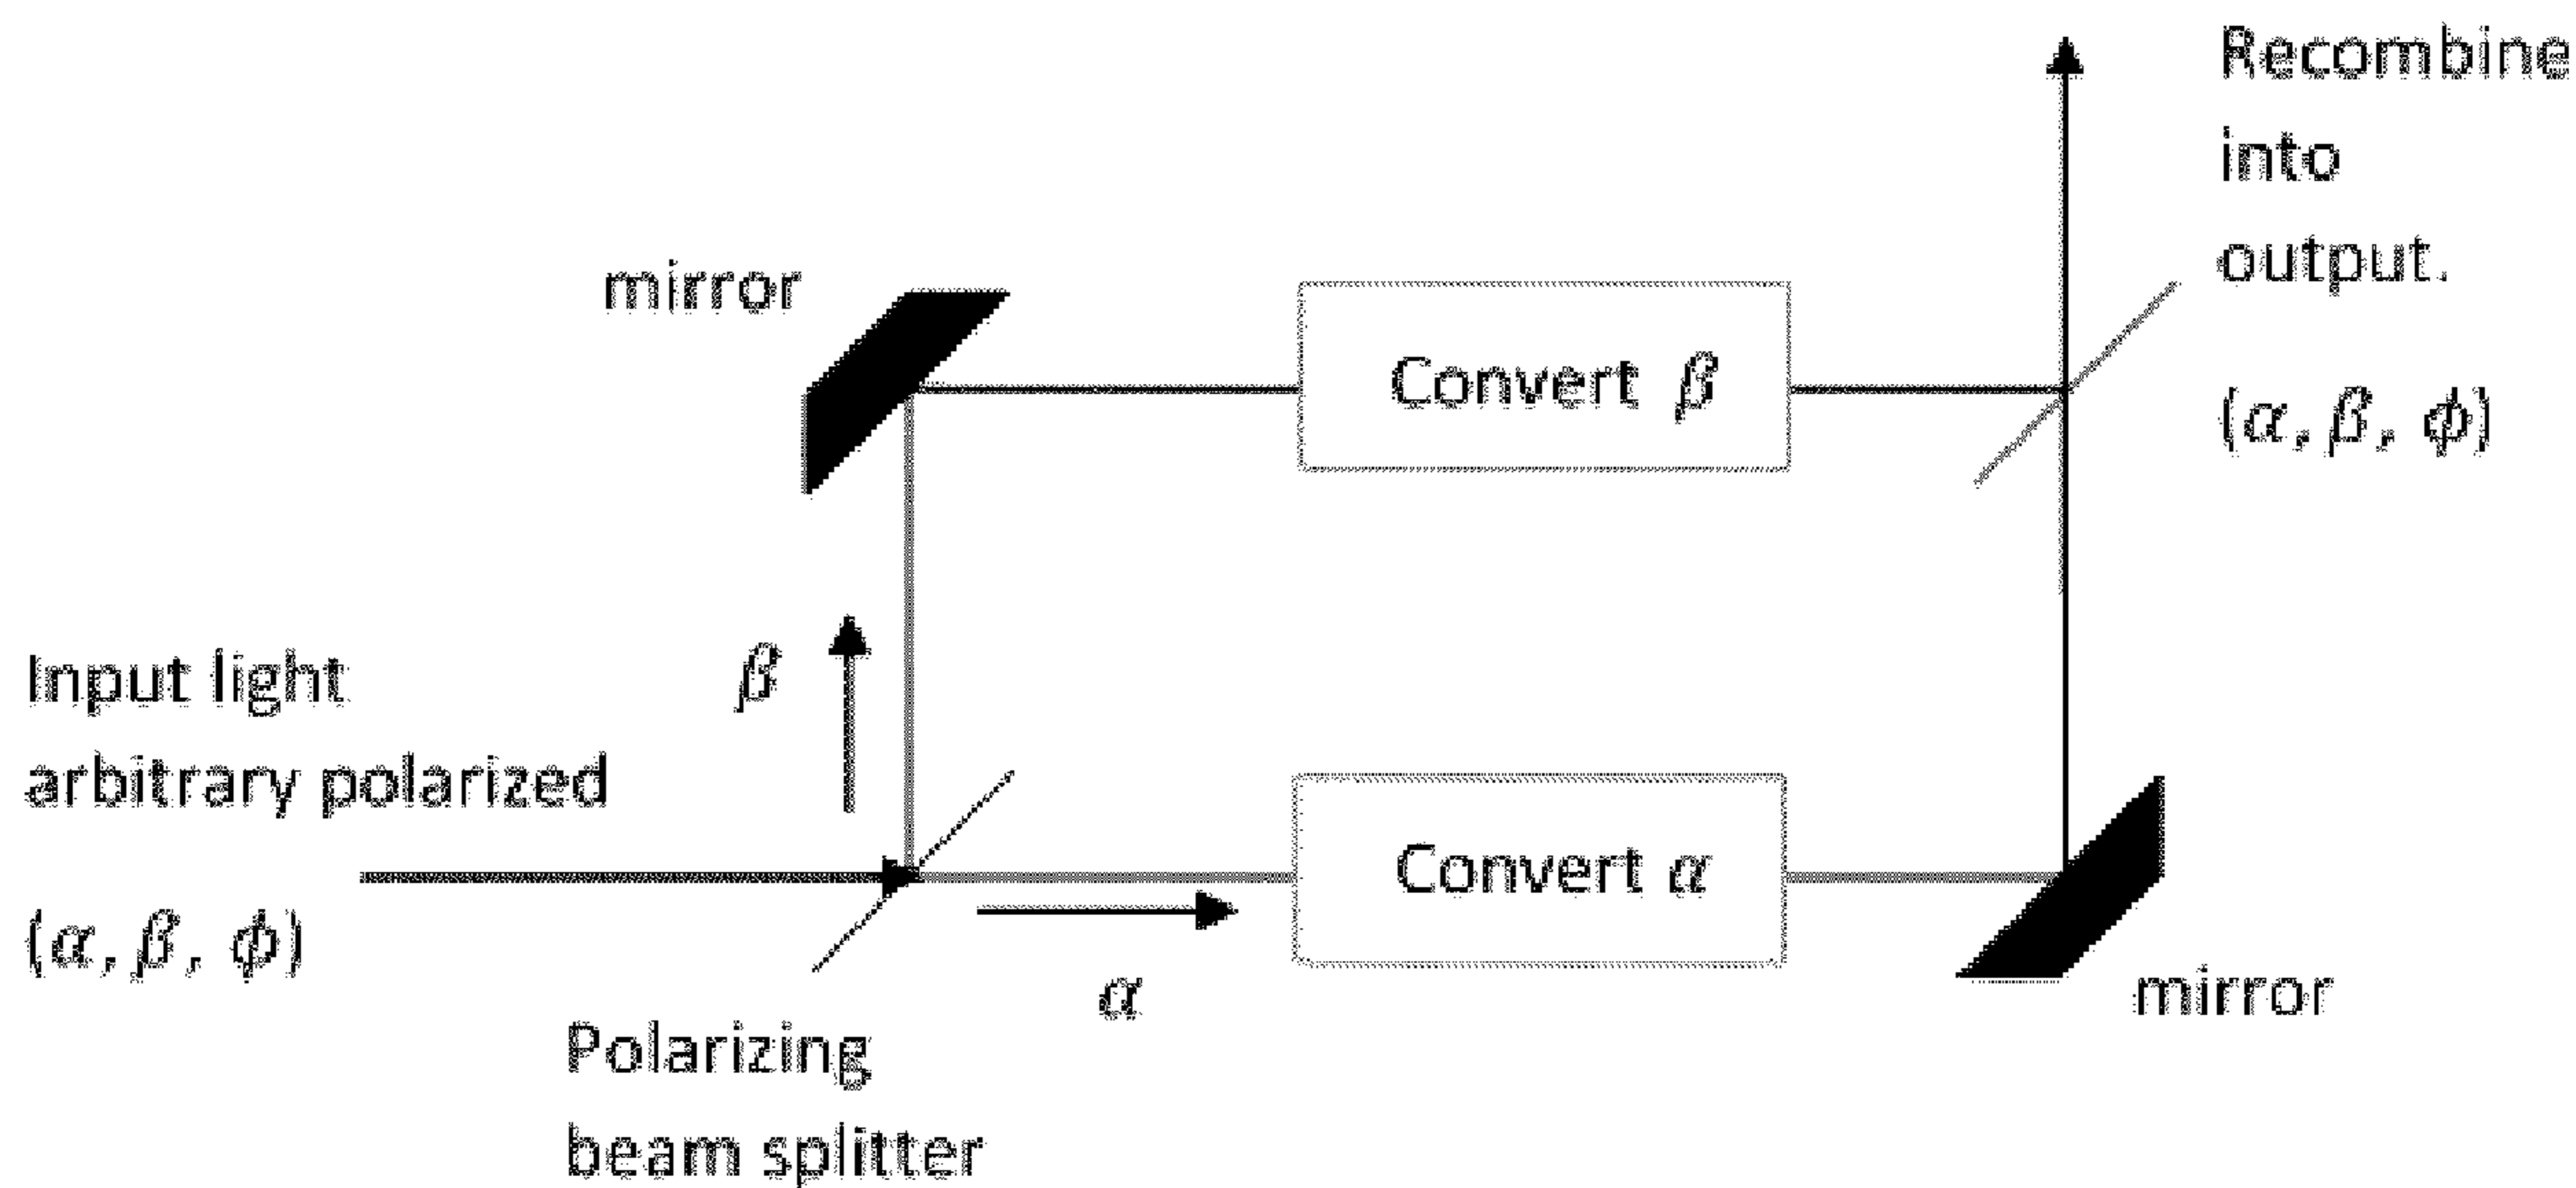 Recombine
into
output.
(α, β, ϕ)
mirror
Convert β
β
Input light
arbitrary polarized
(α, β, ϕ)
Convert α
α
mirror
Polarizing
beam splitter